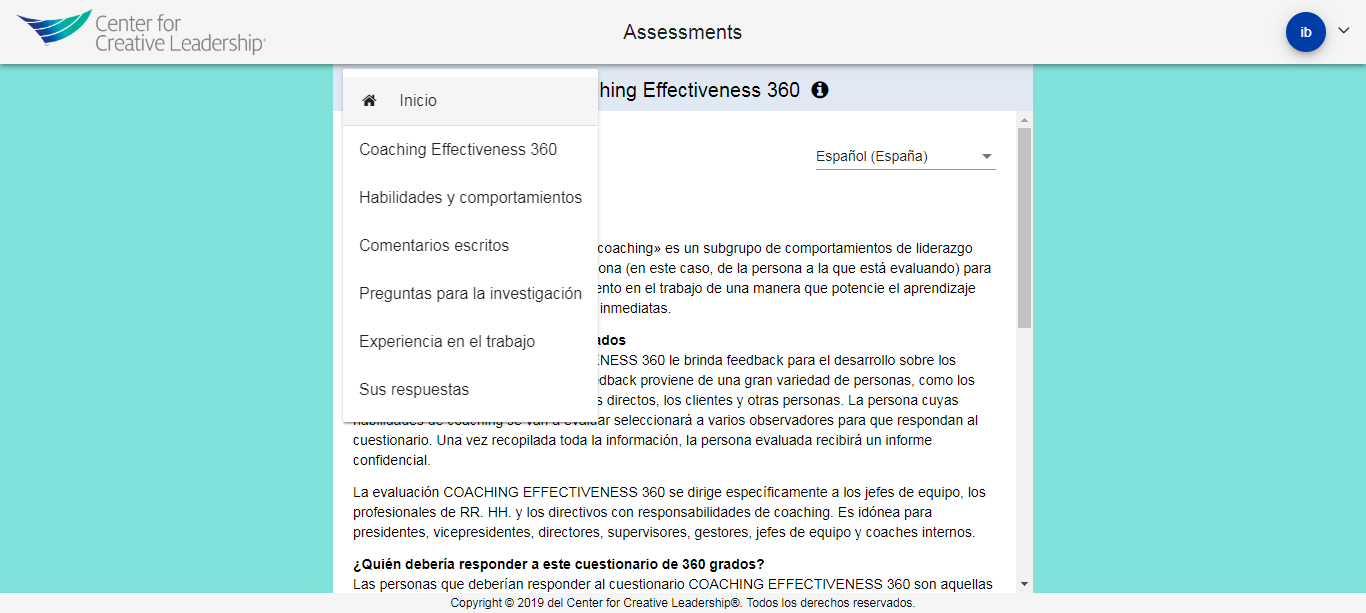 Center for
Creative Leadership®
Assessments
ib
hing Effectiveness 360
Inicio
Coaching Effectiveness 360
Habilidades y comportamientos
Comentarios escritos
Preguntas para la investigación
Experiencia en el trabajo
Sus respuestas
Español (España)
coaching» es un subgrupo de comportamientos de liderazgo
ona (en este caso, de la persona a la que está evaluando) para
ento en el trabajo de una manera que potencie el aprendizaje
inmediatas.
ados
ENESS 360 le brinda feedback para el desarrollo sobre los
edback proviene de una gran variedad de personas, como los
s directos, los clientes y otras personas. La persona cuyas
habilidades de coaching se van a evaluar seleccionará a varios observadores para que respondan al
cuestionario. Una vez recopilada toda la información, la persona evaluada recibirá un informe
confidencial.
La evaluación COACHING EFFECTIVENESS 360 se dirige específicamente a los jefes de equipo, los
profesionales de RR. HH. y los directivos con responsabilidades de coaching. Es idónea para
presidentes, vicepresidentes, directores, supervisores, gestores, jefes de equipo y coaches internos.
¿Quién debería responder a este cuestionario de 360 grados?
Las personas que deberían responder al cuestionario COACHING EFFECTIVENESS 360 son aquellas
Copyright © 2019 del Center for Creative Leadership®. Todos los derechos reservados.